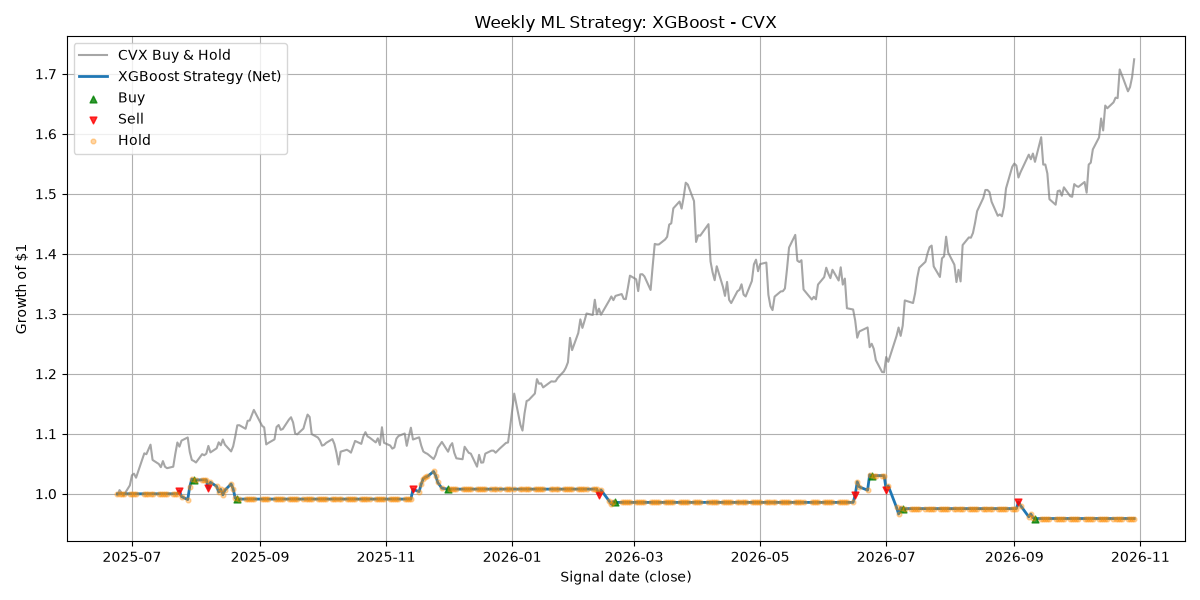 Weekly ML Strategy: XGBoost - CVX
CVX Buy & Hold
XGBoost Strategy (Net)
Buy
Sell
Hold
Growth of $1
1.7
1.6
1.5
1.4
1.3
1.2
1.1
1.0
2025-07
2025-09
2025-11
2026-01
2026-03
2026-05
2026-07
2026-09
2026-11
Signal date (close)